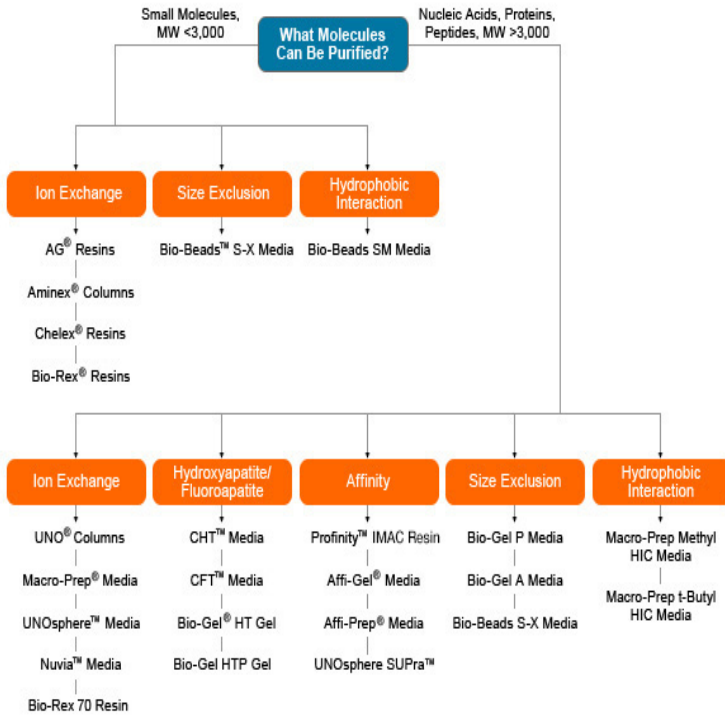 Small Molecules,
MW <3,000
What Molecules
Can Be Purified?
Nucleic Acids, Proteins,
Peptides, MW >3,000
Ion Exchange
AG® Resins
Aminex® Columns
Chelex® Resins
Bio-Rex® Resins
Size Exclusion
Bio-Beads™ S-X Media
Hydrophobic
Interaction
Bio-Beads SM Media
Ion Exchange
UNO® Columns
Macro-Prep® Media
UNOsphere™ Media
Nuvia™ Media
Bio-Rex 70 Resin
Hydroxyapatite/
Fluoroapatite
CHT™ Media
CFT™ Media
Bio-Gel® HT Gel
Bio-Gel HTP Gel
Affinity
Profinity™ IMAC Resin
Affi-Gel® Media
Affi-Prep® Media
UNOsphere SUPra™
Size Exclusion
Bio-Gel P Media
Bio-Gel A Media
Bio-Beads S-X Media
Hydrophobic
Interaction
Macro-Prep Methyl
HIC Media
Macro-Prep t-Butyl
HIC Media